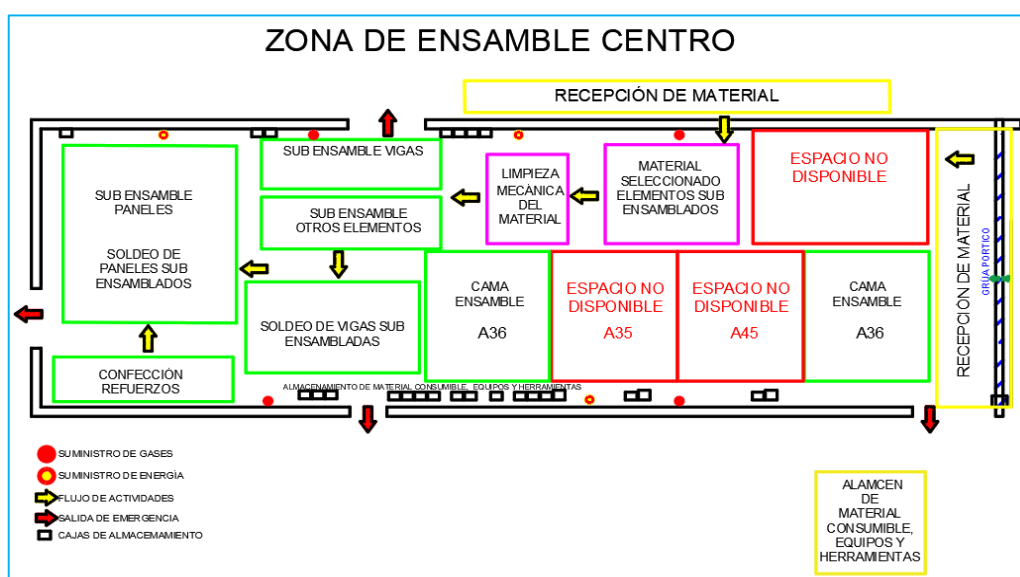 ZONA DE ENSAMBLE CENTRO
RECEPCIÓN DE MATERIAL
SUB ENSAMBLE
PANELES
SOLDEO DE
PANELES SUB
ENSAMBLADOS
SUB ENSAMBLE VIGAS
SUB ENSAMBLE
OTROS ELEMENTOS
LIMPIEZA
MECÀNICA
DEL
MATERIAL
MATERIAL
SELECCIONADO
ELEMENTOS SUB
ENSAMBLADOS
ESPACIO NO
DISPONIBLE
RECEPCIÓN DE MATERIAL
GRUA PORTICO
SOLDEO DE VIGAS SUB
ENSAMBLADAS
CAMA
ENSAMBLE
A36
ESPACIO NO
DISPONIBLE
A35
ESPACIO NO
DISPONIBLE
A45
CAMA
ENSAMBLE
A36
CONFECCIÓN
REFUERZOS
ALMACENAMIENTO DE MATERIAL CONSUMIBLE, EQUIPOS Y HERRAMIENTAS
SUMINISTRO DE GASES
SUMINISTRO DE ENERGÌA
FLUJO DE ACTIVIDADES
SALIDA DE EMERGENCIA
CAJAS DE ALMACEMAMIENTO
ALAMCEN
DE
MATERIAL
CONSUMIBLE,
EQUIPOS Y
HERRAMIENTAS